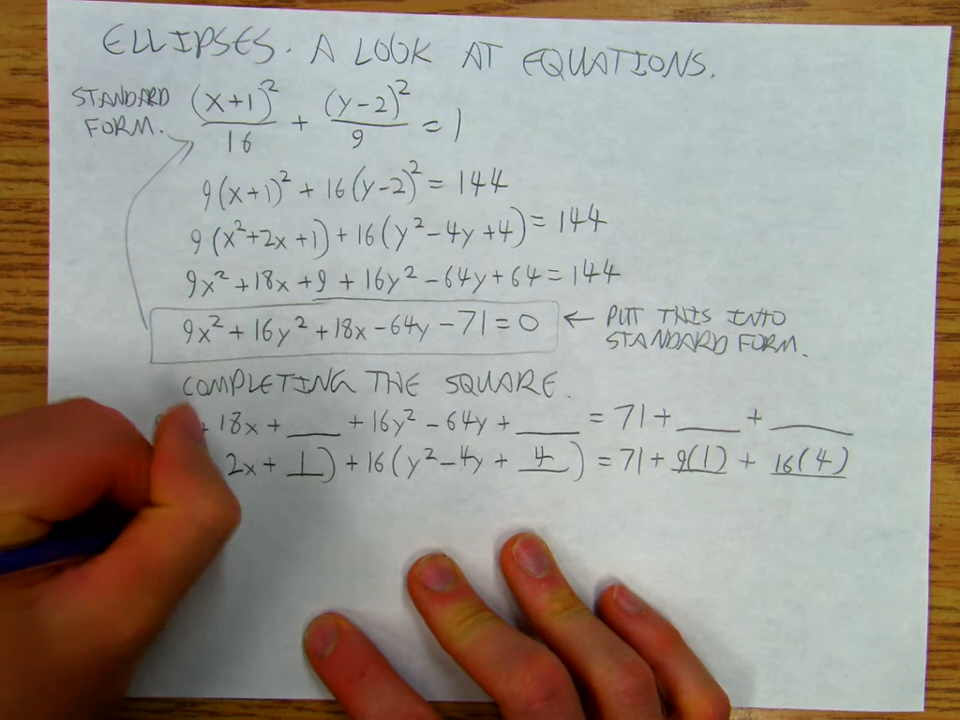 ELLIPSES. A LOOK AT EQUATIONS.
STANDARD FORM. (X+1)²/16 + (Y-2)²/9 = 1
9(X+1)² + 16(Y-2)² = 144
9(X²+2X+1) + 16(Y²-4Y+4) = 144
9X² + 18X + 9 + 16Y² - 64Y + 64 = 144
9X² + 16Y² + 18X - 64Y - 71 = 0 ← PUT THIS INTO
STANDARD FORM.
COMPLETING THE SQUARE.
+ 18X + ___ + 16Y² - 64Y + ___ = 71 + ___ + ___
2X + 1) + 16(Y² - 4Y + 4) = 71 + 9(1) + 16(4)